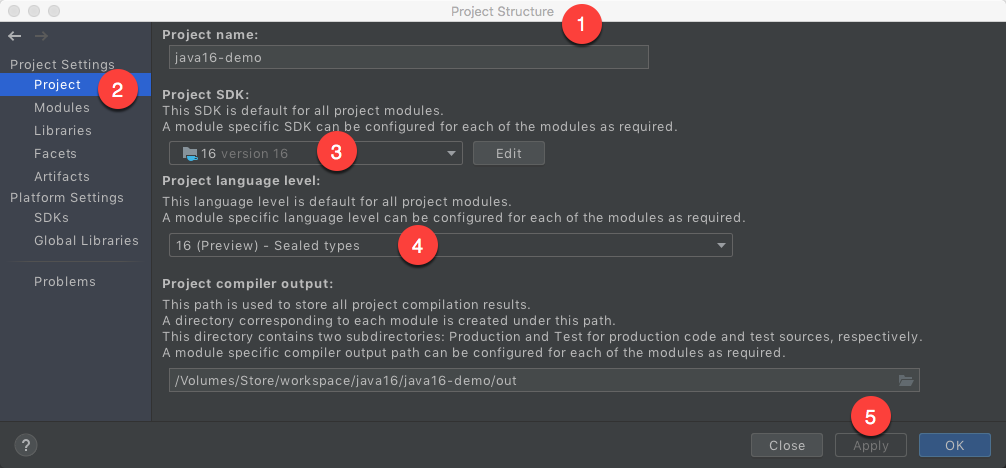 Project Structure
1
Project name:
java16-demo
Project Settings
Project
2
Modules
Libraries
Facets
Artifacts
Platform Settings
SDKs
Global Libraries
Problems
Project SDK:
This SDK is default for all project modules.
A module specific SDK can be configured for each of the modules as required.
16 version 16
3
Edit
Project language level:
This language level is default for all project modules.
A module specific language level can be configured for each of the modules as required.
16 (Preview) - Sealed types
4
Project compiler output:
This path is used to store all project compilation results.
A directory corresponding to each module is created under this path.
This directory contains two subdirectories: Production and Test for production code and test sources, respectively.
A module specific compiler output path can be configured for each of the modules as required.
/Volumes/Store/workspace/java16/java16-demo/out
5
?
Close
Apply
OK